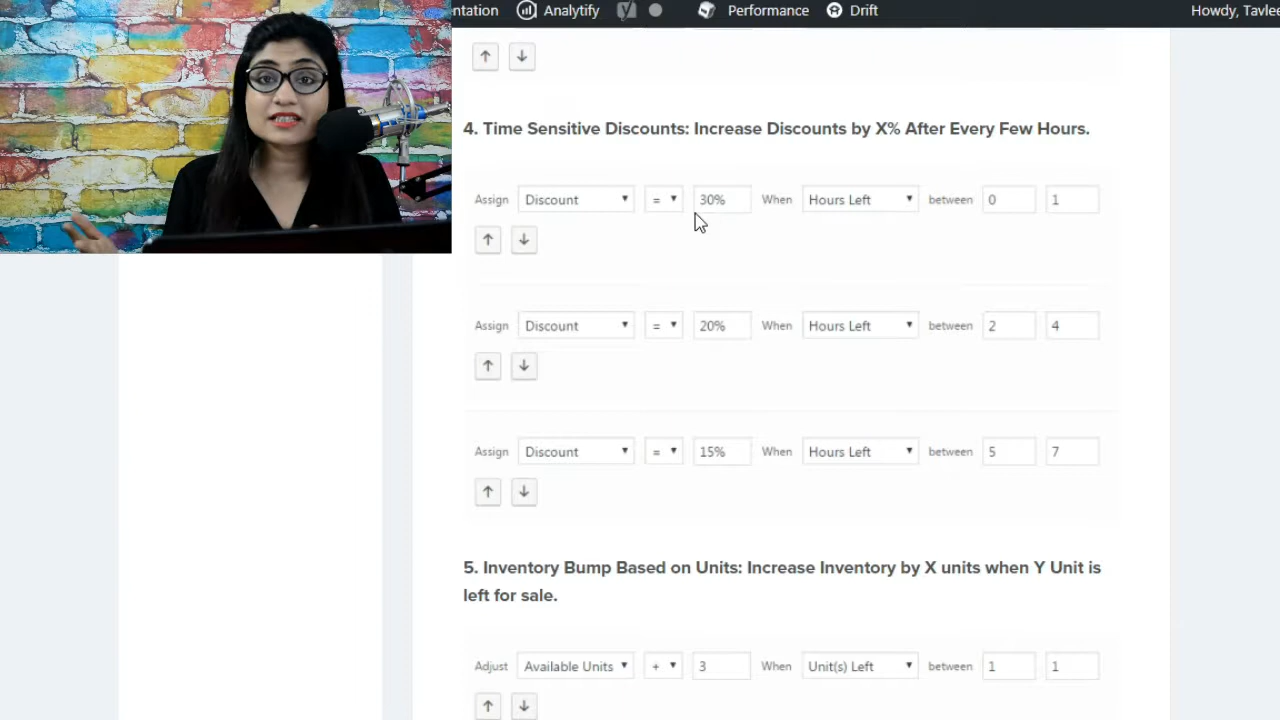 entation Analytify Performance Drift Howdy, Tavlee
4. Time Sensitive Discounts: Increase Discounts by X% After Every Few Hours.
Assign Discount = 30% When Hours Left between 0 1
Assign Discount = 20% When Hours Left between 2 4
Assign Discount = 15% When Hours Left between 5 7
5. Inventory Bump Based on Units: Increase Inventory by X units when Y Unit is
left for sale.
Adjust Available Units + 3 When Unit(s) Left between 1 1